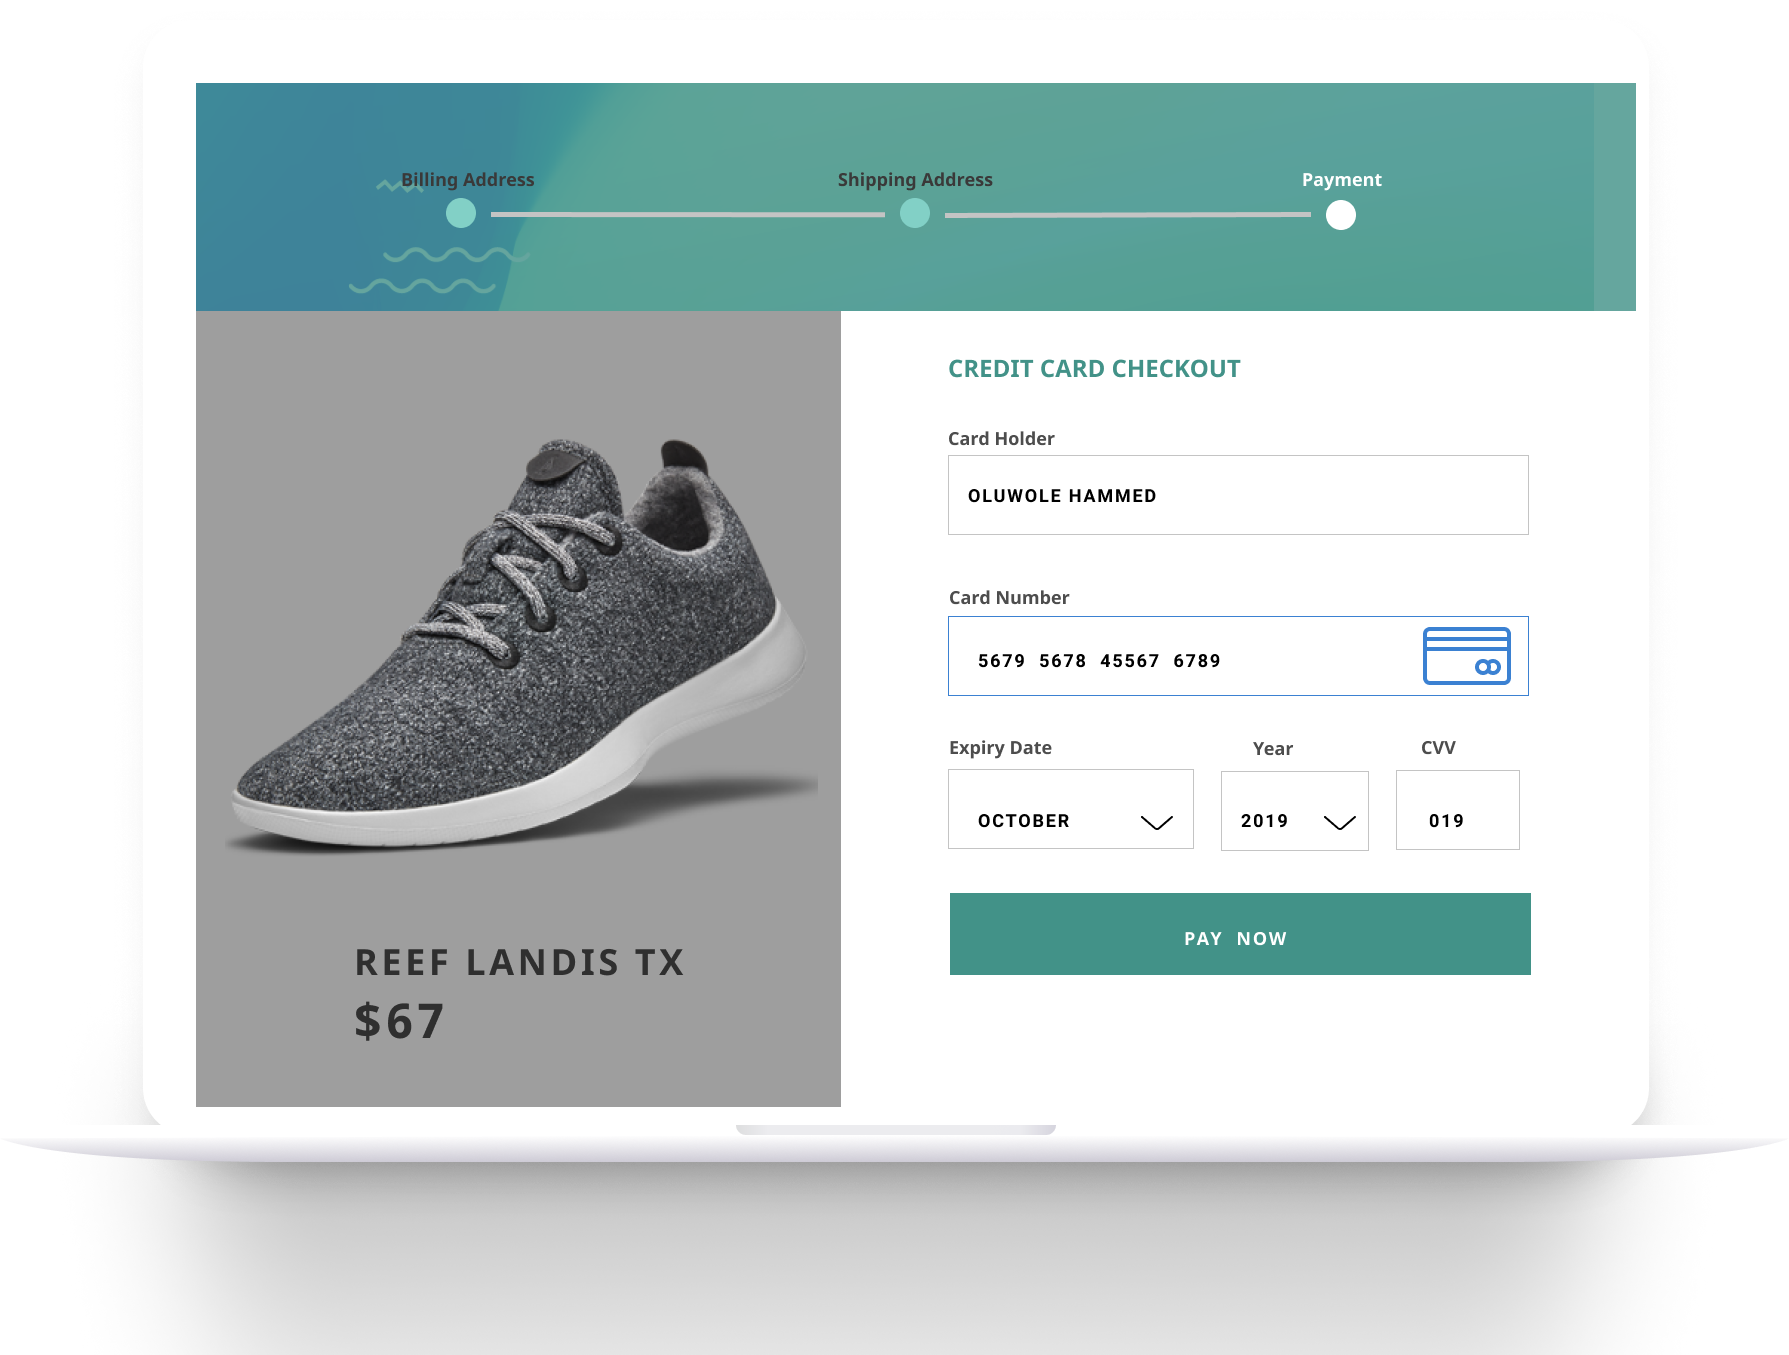 Billing Address
Shipping Address
Payment
CREDIT CARD CHECKOUT
Card Holder
OLUWOLE HAMMED
Card Number
5679 5678 45567 6789
Expiry Date
Year
CVV
OCTOBER
2019
019
PAY NOW
REEF LANDIS TX
$67